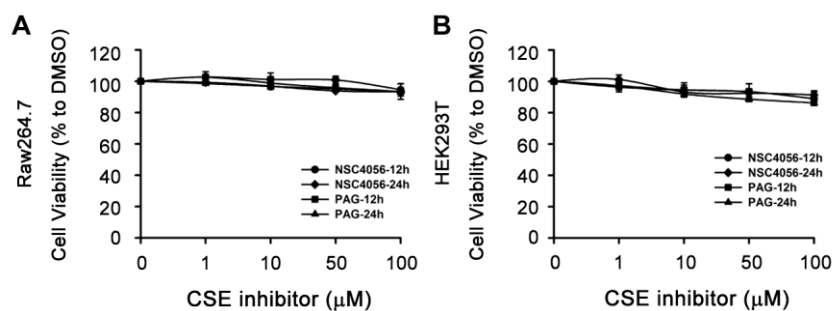 A
Raw264.7
Cell Viability (% to DMSO)
120
100
80
60
40
20
0
NSC4056-12h
NSC4056-24h
PAG-12h
PAG-24h
0 1 10 50 100
CSE inhibitor (μM)
B
HEK293T
Cell Viability (% to DMSO)
120
100
80
60
40
20
0
NSC4056-12h
NSC4056-24h
PAG-12h
PAG-24h
0 1 10 50 100
CSE inhibitor (μM)